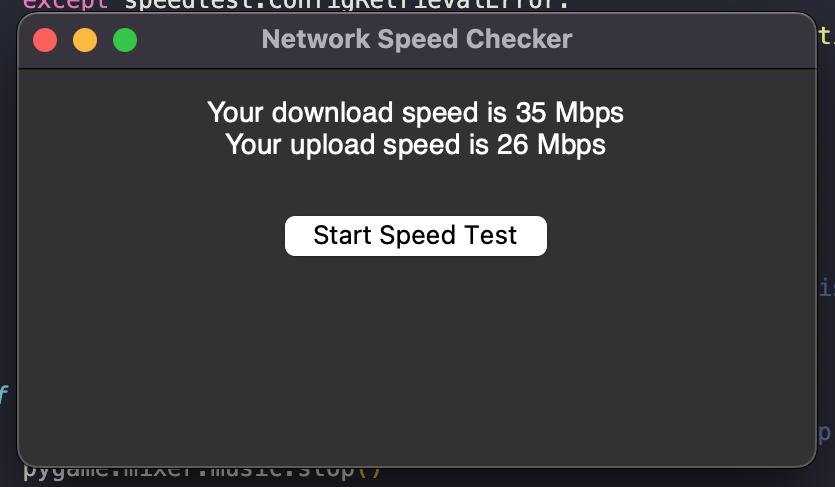 except speedtest.ConfigRetrievalError:
Network Speed Checker
Your download speed is 35 Mbps
Your upload speed is 26 Mbps
Start Speed Test
is
f
p
pygame.mixer.music.stop()